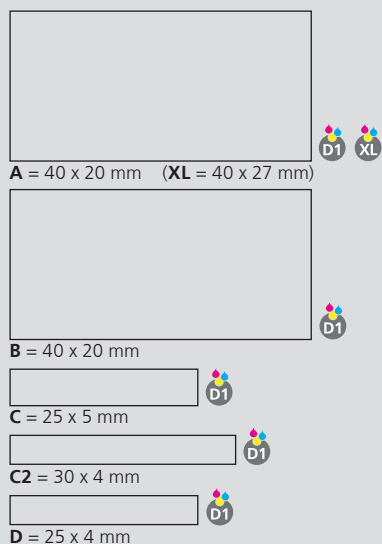 D1 XL
A = 40 x 20 mm (XL = 40 x 27 mm)
D1
B = 40 x 20 mm
D1
C = 25 x 5 mm
D1
C2 = 30 x 4 mm
D1
D = 25 x 4 mm